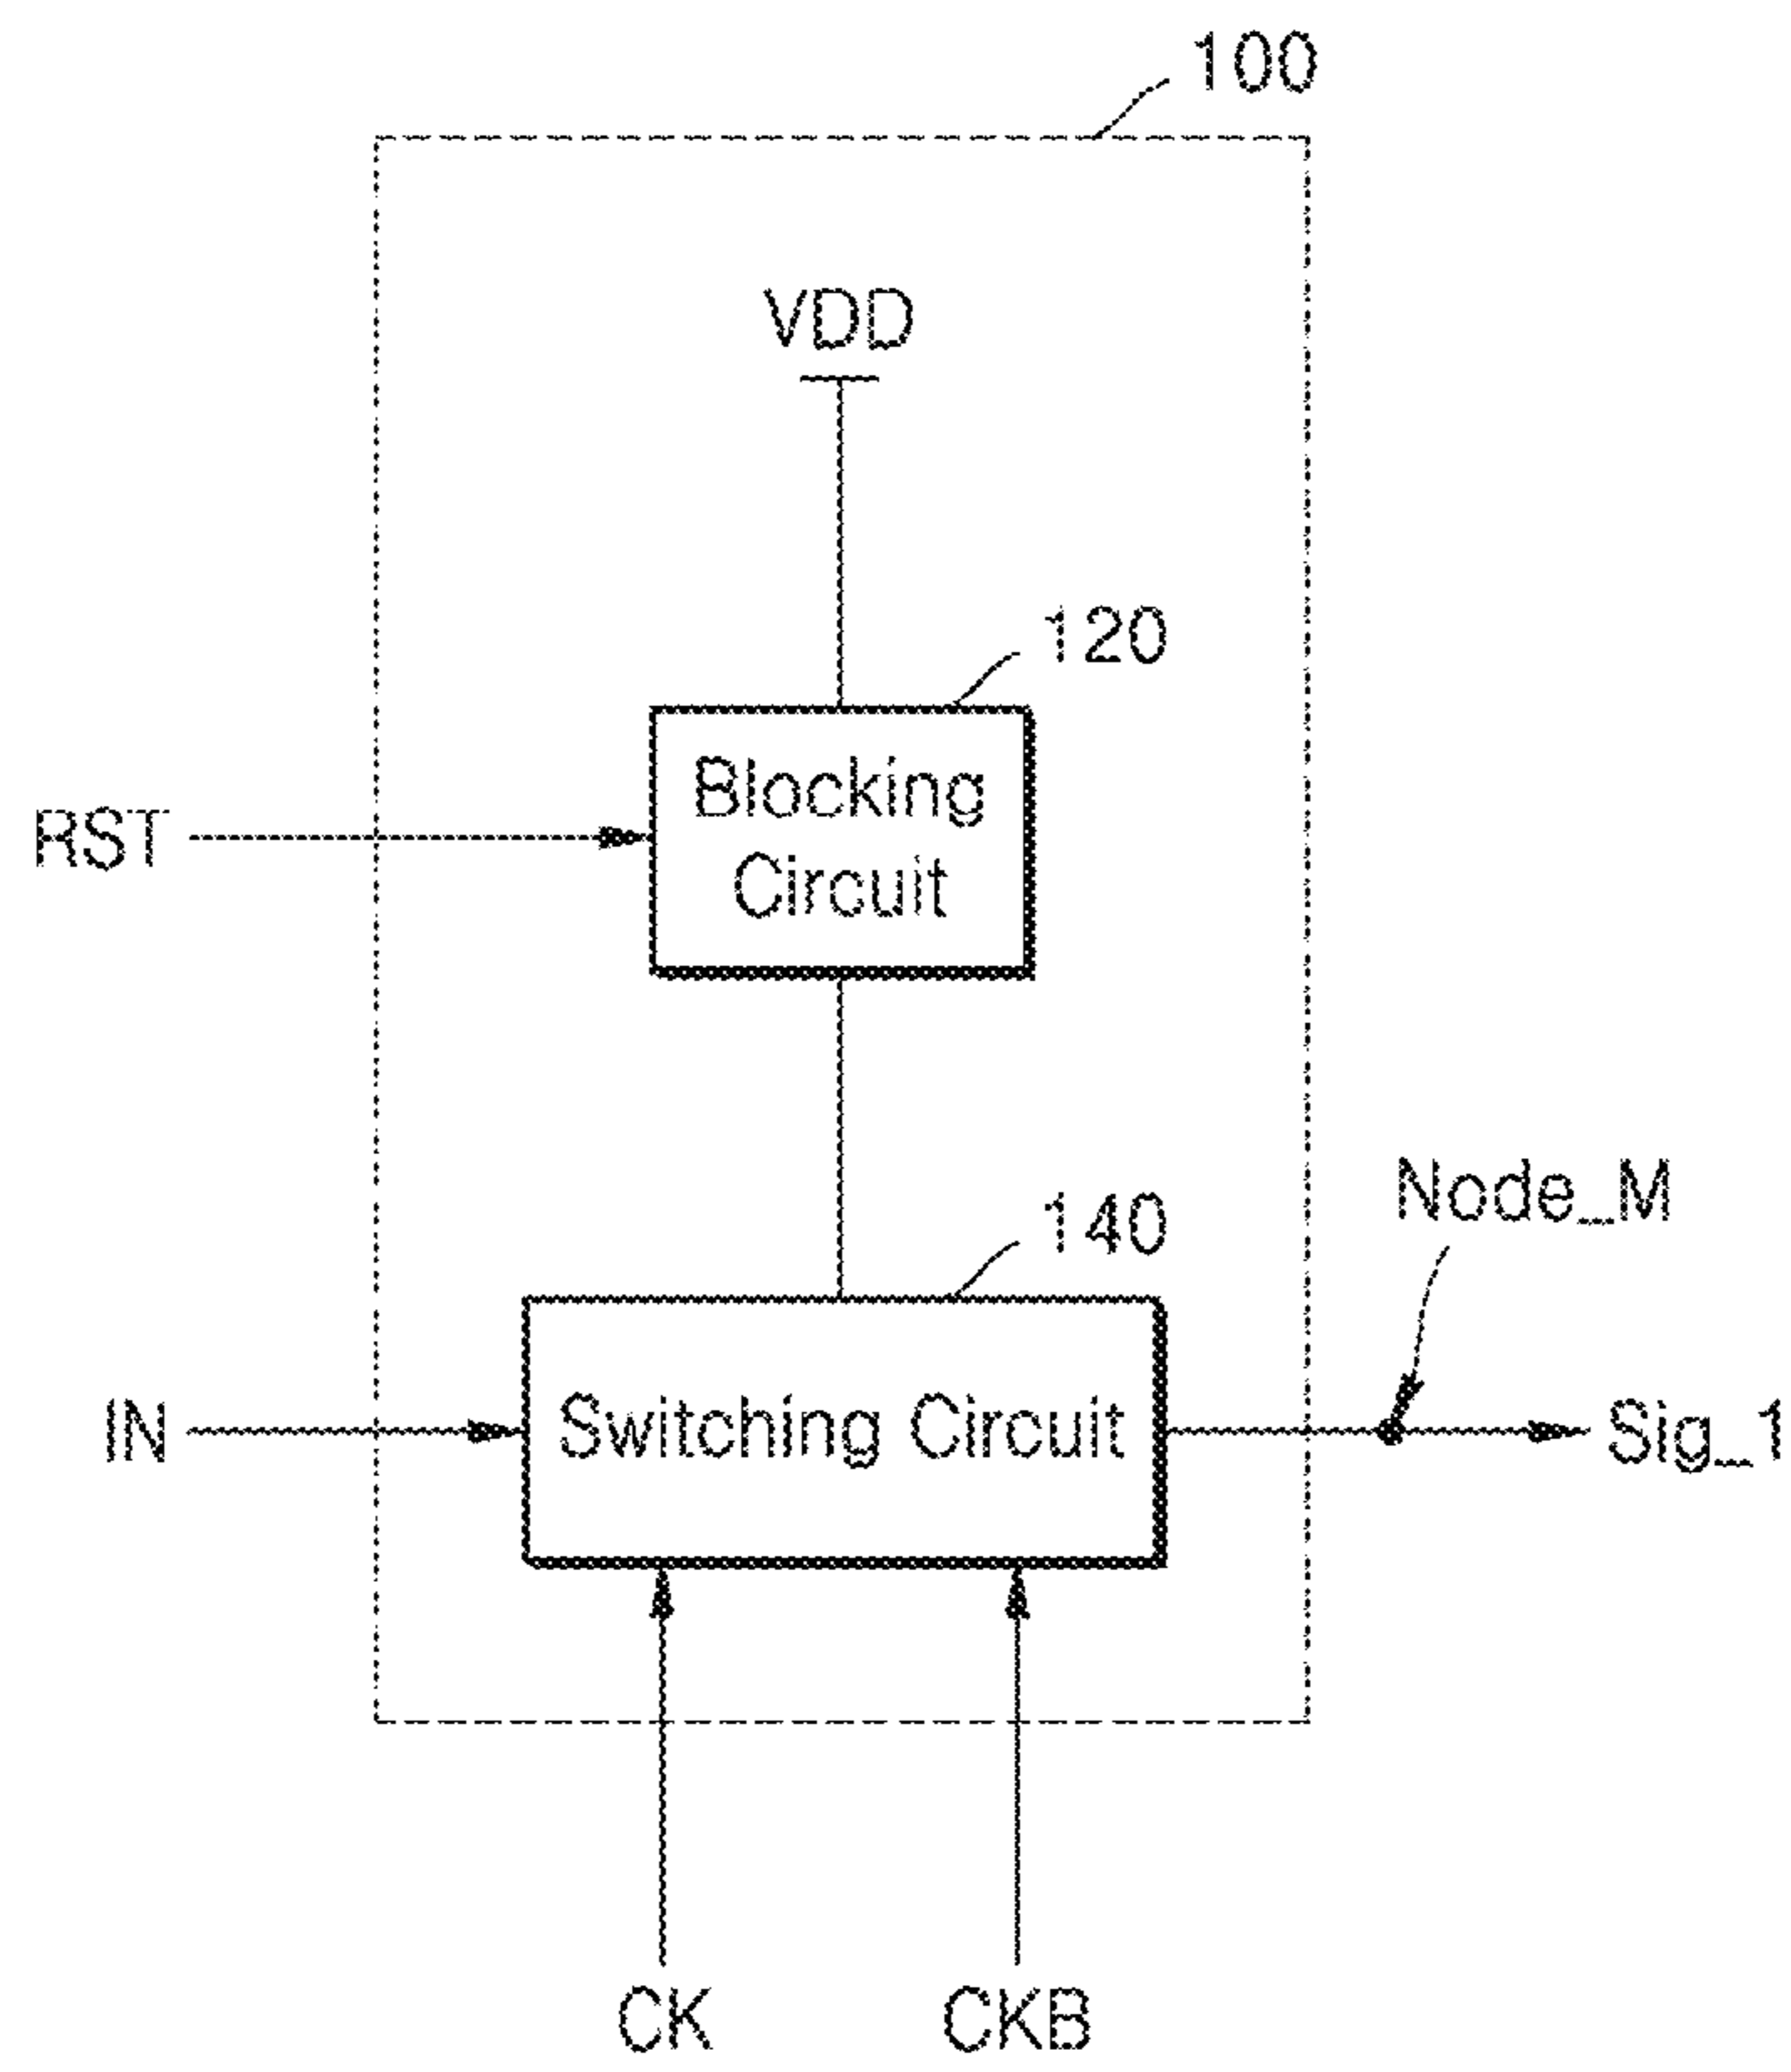 100
VDD
120
Blocking
Circuit
RST
Node_M
140
IN
Switching Circuit
Sig_1
CK
CKB